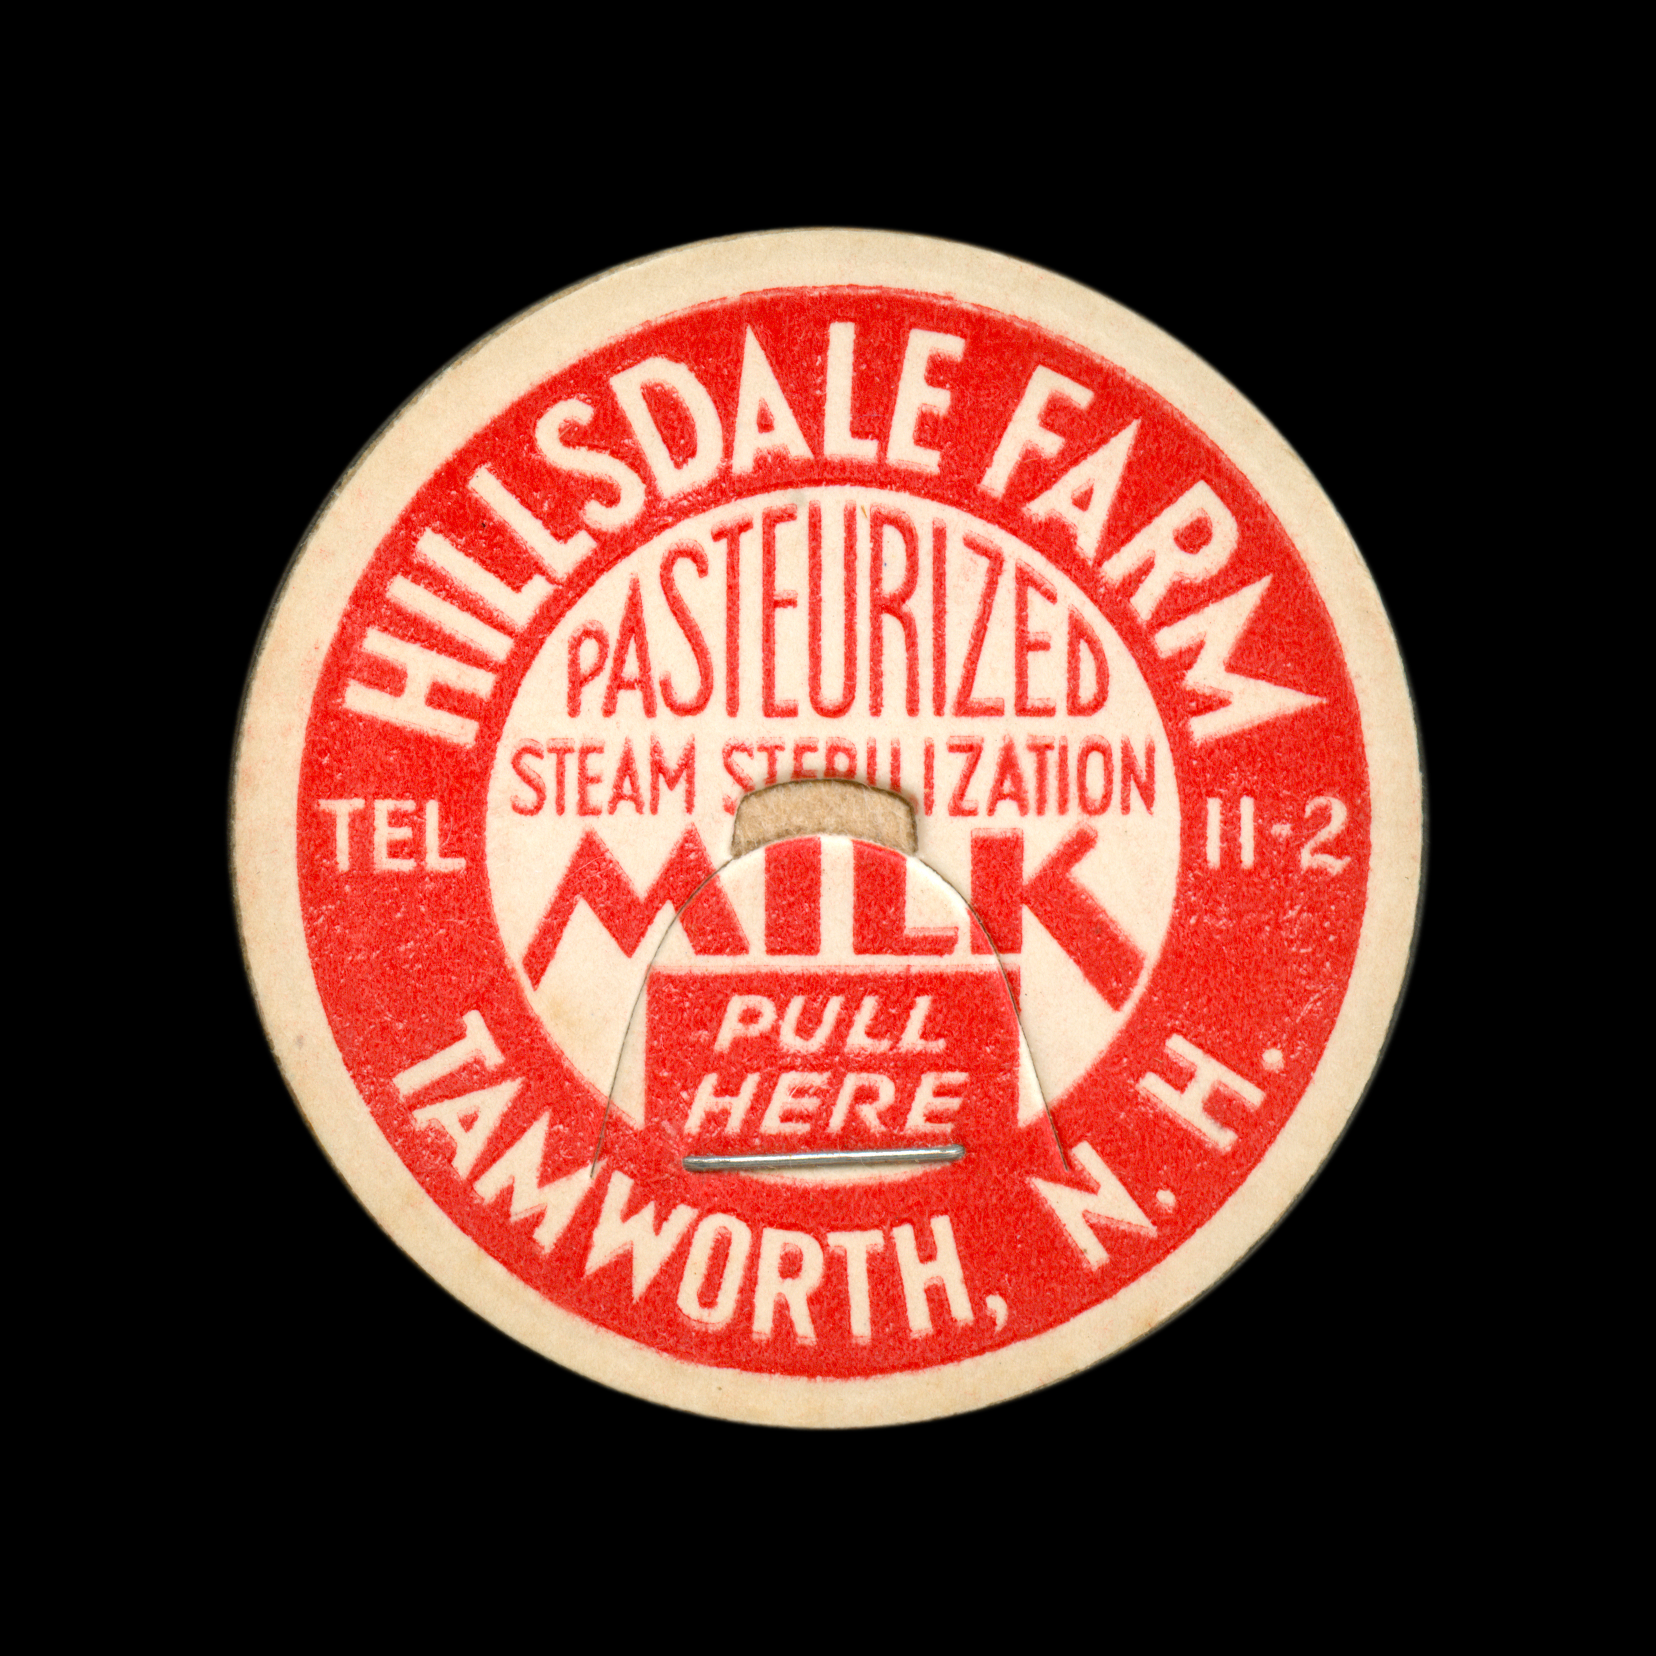 HILLSDALE FARM
PASTEURIZED
STEAM STERILIZATION
MILK
TEL 11-2
PULL
HERE
TAMWORTH, N. H.